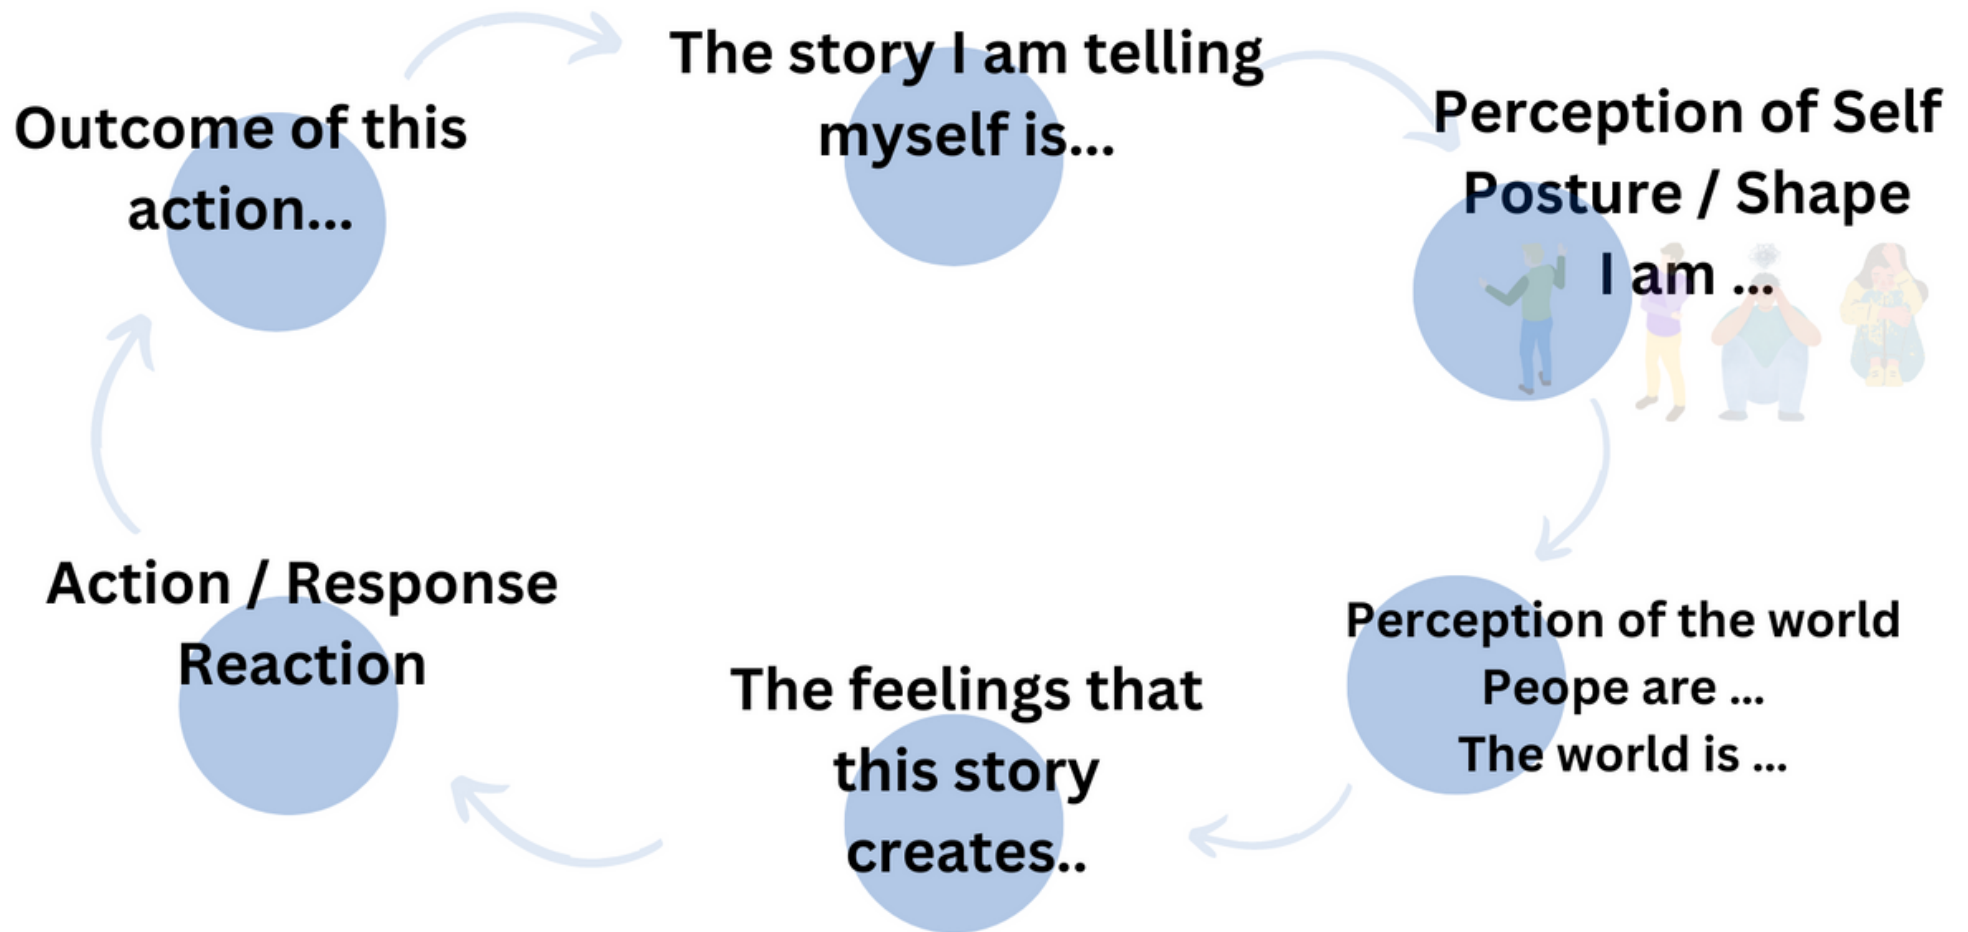 The story I am telling
myself is...
Perception of Self
Posture / Shape
I am ...
Perception of the world
Peope are ...
The world is ...
The feelings that
this story
creates..
Action / Response
Reaction
Outcome of this
action...